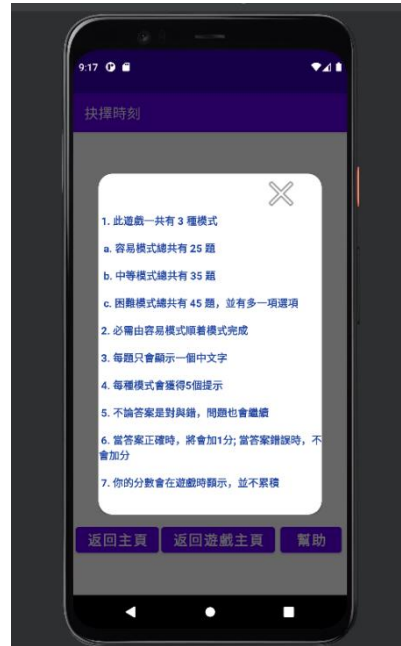 9:17
抉擇時刻
1. 此遊戲一共有 3 種模式
a. 容易模式總共有 25 題
b. 中等模式總共有 35 題
c. 困難模式總共有 45 題，並有多一項選項
2. 必需由容易模式順着模式完成
3. 每題只會顯示一個中文字
4. 每種模式會獲得5個提示
5. 不論答案是對與錯，問題也會繼續
6. 當答案正確時，將會加1分; 當答案錯誤時，不
會加分
7. 你的分數會在遊戲時顯示，並不累積
返回主頁 返回遊戲主頁 幫助